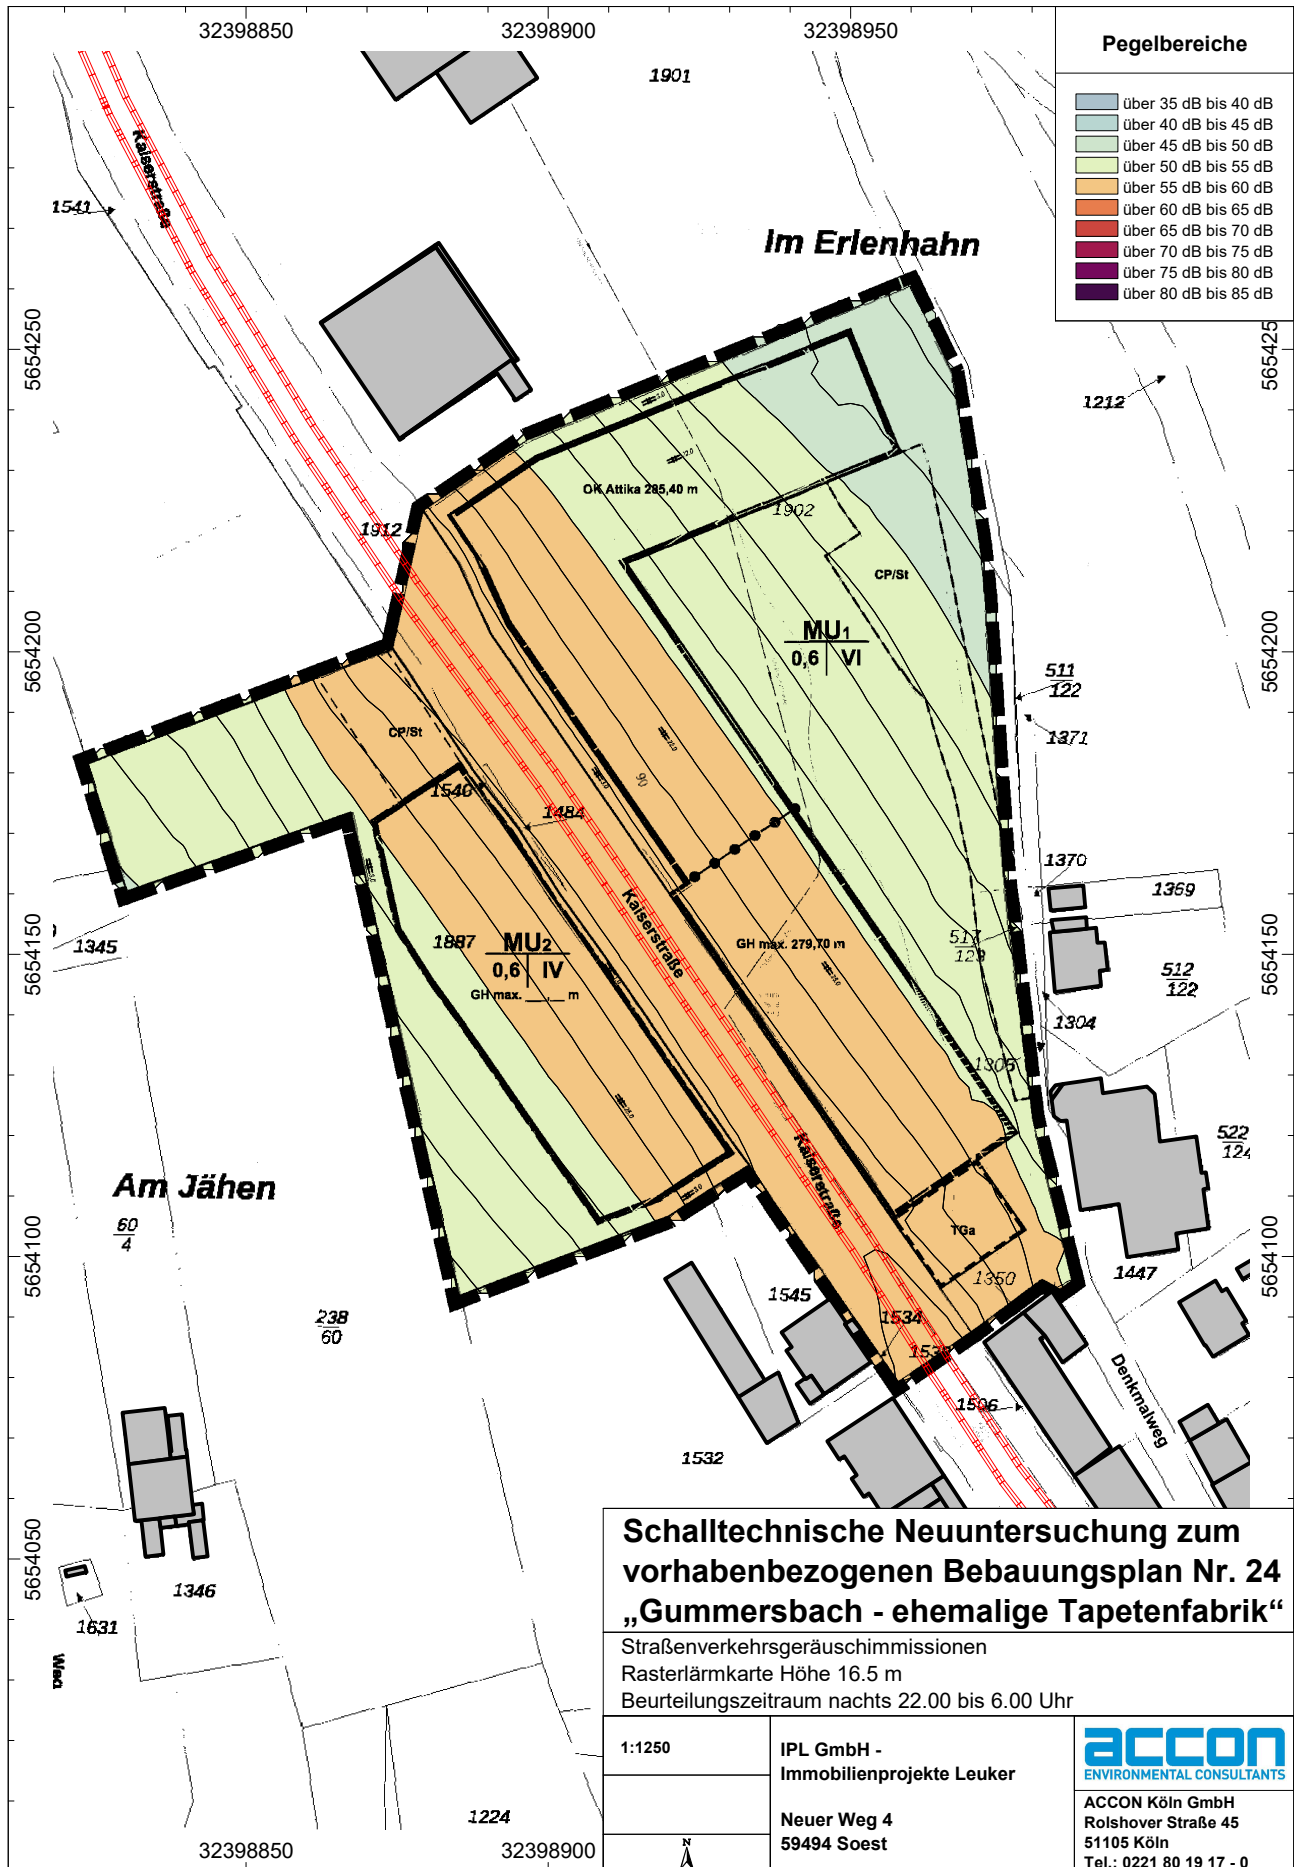 32398850
32398900
32398950
Pegelbereiche
über 35 dB bis 40 dB
über 40 dB bis 45 dB
über 45 dB bis 50 dB
über 50 dB bis 55 dB
über 55 dB bis 60 dB
über 60 dB bis 65 dB
über 65 dB bis 70 dB
über 70 dB bis 75 dB
über 75 dB bis 80 dB
über 80 dB bis 85 dB
1901
Kaiserstraße
1541
Im Erlenhahn
5654250
5654250
1212
OK Attika 285,40 m
1902
1912
CP/St
MU1
0,6 VI
5654200
5654200
511
122
1371
CP/St
90
1540
1484
1370
1369
Kaiserstraße
1345
1887
MU2
0,6 IV
GH max. ___,__ m
GH max. 279,70 m
517
129
512
122
5654150
5654150
1304
1305
Kaiserstraße
522
124
Am Jähen
60
4
TGa
5654100
5654100
1350
1447
1545
1534
238
60
1506
Denkmalweg
1532
5654050
1346
1631
1224
Schalltechnische Neuuntersuchung zum
vorhabenbezogenen Bebauungsplan Nr. 24
„Gummersbach - ehemalige Tapetenfabrik“
Straßenverkehrsgeräuschimmissionen
Rasterlärmkarte Höhe 16.5 m
Beurteilungszeitraum nachts 22.00 bis 6.00 Uhr
1:1250
IPL GmbH -
Immobilienprojekte Leuker
Neuer Weg 4
59494 Soest
N
accon
ENVIRONMENTAL CONSULTANTS
ACCON Köln GmbH
Rolshover Straße 45
51105 Köln
Tel.: 0221 80 19 17 - 0
32398850
32398900